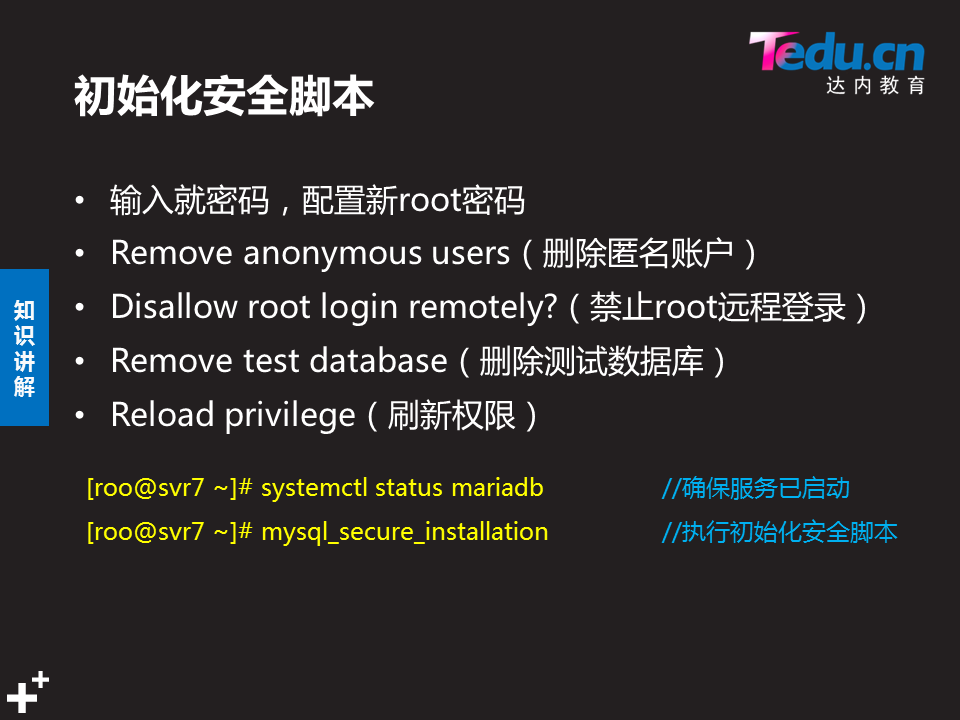 Tedu.cn
达内教育
初始化安全脚本
• 输入就密码，配置新root密码
• Remove anonymous users（删除匿名账户）
• Disallow root login remotely?（禁止root远程登录）
• Remove test database（删除测试数据库）
• Reload privilege（刷新权限）
知识讲解
[roo@svr7 ~]# systemctl status mariadb //确保服务已启动
[roo@svr7 ~]# mysql_secure_installation //执行初始化安全脚本